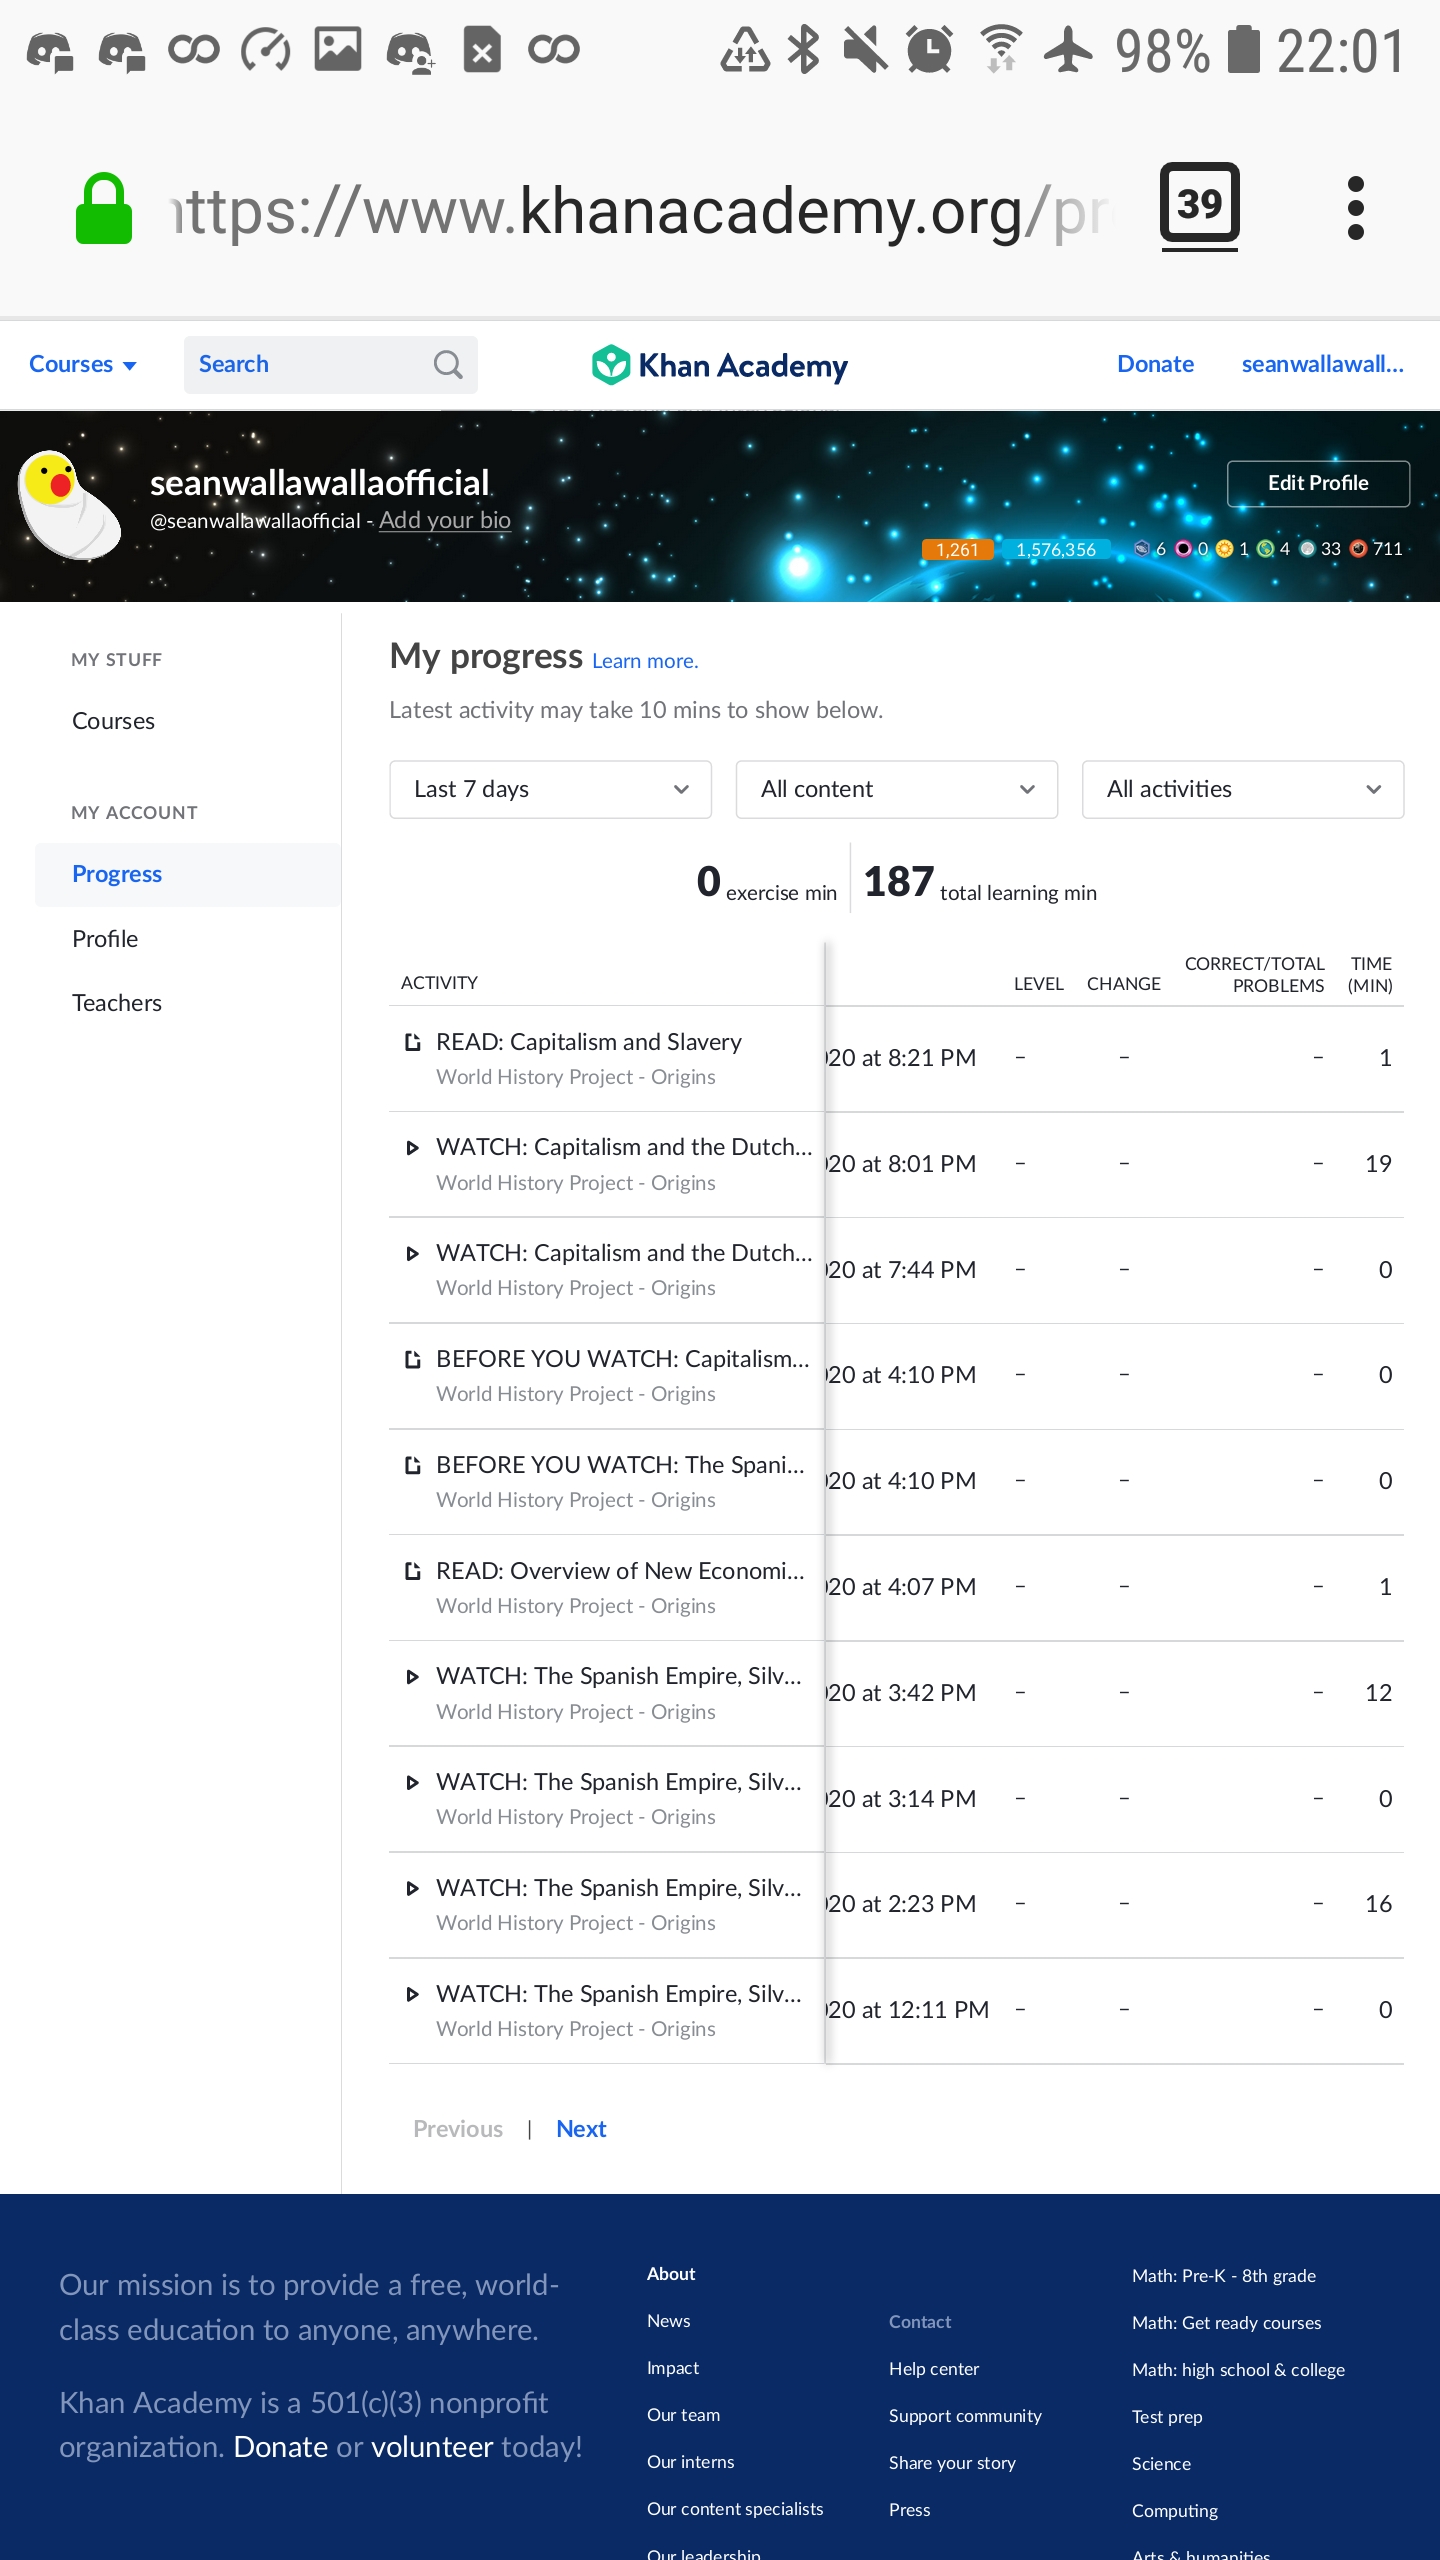 98% 22:01
https://www.khanacademy.org/pr
39
Courses
Search
Khan Academy
Donate
seanwallawall...
seanwallawallaofficial
@seanwallawallaofficial - Add your bio
Edit Profile
1,261 1,576,356 6 0 1 4 33 711
MY STUFF
Courses
MY ACCOUNT
Progress
Profile
Teachers
My progress Learn more.
Latest activity may take 10 mins to show below.
Last 7 days
All content
All activities
0 exercise min
187 total learning min
ACTIVITY LEVEL CHANGE CORRECT/TOTAL PROBLEMS TIME (MIN)
READ: Capitalism and Slavery
World History Project - Origins
020 at 8:21 PM – – – 1
WATCH: Capitalism and the Dutch...
World History Project - Origins
020 at 8:01 PM – – – 19
WATCH: Capitalism and the Dutch...
World History Project - Origins
020 at 7:44 PM – – – 0
BEFORE YOU WATCH: Capitalism...
World History Project - Origins
020 at 4:10 PM – – – 0
BEFORE YOU WATCH: The Spani...
World History Project - Origins
020 at 4:10 PM – – – 0
READ: Overview of New Economi...
World History Project - Origins
020 at 4:07 PM – – – 1
WATCH: The Spanish Empire, Silv...
World History Project - Origins
020 at 3:42 PM – – – 12
WATCH: The Spanish Empire, Silv...
World History Project - Origins
020 at 3:14 PM – – – 0
WATCH: The Spanish Empire, Silv...
World History Project - Origins
020 at 2:23 PM – – – 16
WATCH: The Spanish Empire, Silv...
World History Project - Origins
020 at 12:11 PM – – – 0
Previous | Next
Our mission is to provide a free, world-
class education to anyone, anywhere.
Khan Academy is a 501(c)(3) nonprofit
organization. Donate or volunteer today!
About
News
Impact
Our team
Our interns
Our content specialists
Our leadership
Contact
Help center
Support community
Share your story
Press
Math: Pre-K - 8th grade
Math: Get ready courses
Math: high school & college
Test prep
Science
Computing
Arts & humanities